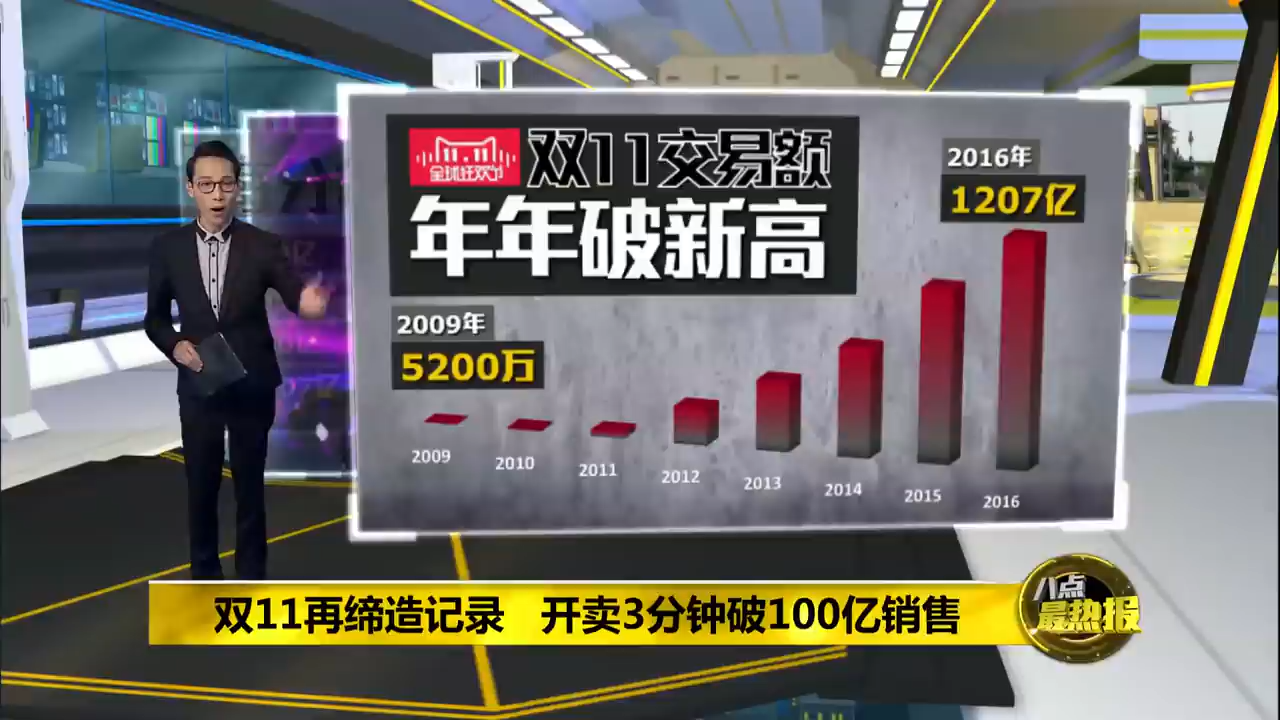 11.11
全球狂欢节
双11交易额
年年破新高
2016年
1207亿
2009年
5200万
2009
2010
2011
2012
2013
2014
2015
2016
双11再缔造记录 开卖3分钟破100亿销售
八点
最热报